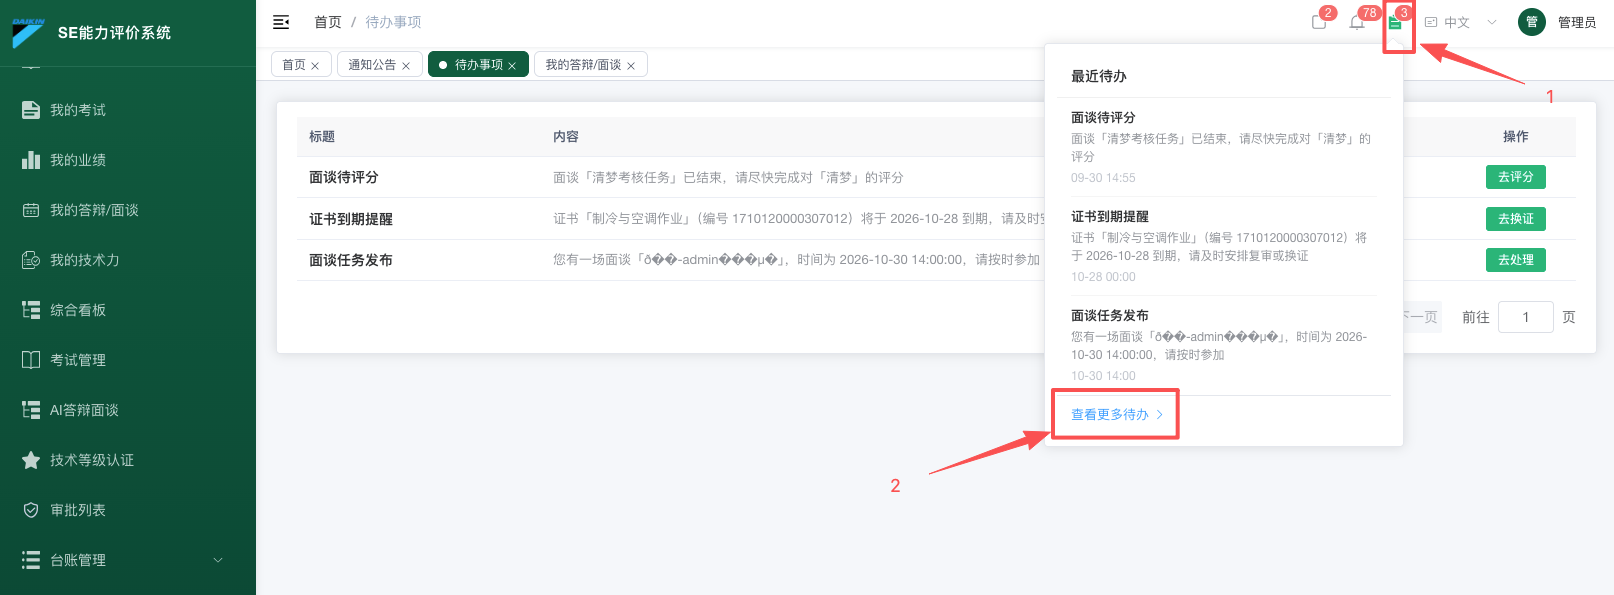 DAIKIN
SE能力评价系统
我的考试
我的业绩
我的答辩/面谈
我的技术力
综合看板
考试管理
AI答辩面谈
技术等级认证
审批列表
台账管理
首页 / 待办事项
2
78
3
中文
管
管理员
首页
通知公告
待办事项
我的答辩/面谈
1
标题 内容 操作
面谈待评分 面谈「清梦考核任务」已结束，请尽快完成对「清梦」的评分 去评分
证书到期提醒 证书「制冷与空调作业」（编号 1710120000307012）将于 2026-10-28 到期，请及时 去换证
面谈任务发布 您有一场面谈「ð��-admin���µ�」，时间为 2026-10-30 14:00:00，请按时参加 去处理
一页 前往 1 页
最近待办
面谈待评分
面谈「清梦考核任务」已结束，请尽快完成对「清梦」的
评分
09-30 14:55
证书到期提醒
证书「制冷与空调作业」（编号 1710120000307012）将
于 2026-10-28 到期，请及时安排复审或换证
10-28 00:00
面谈任务发布
您有一场面谈「ð��-admin���µ�」，时间为 2026-
10-30 14:00:00，请按时参加
10-30 14:00
查看更多待办
2